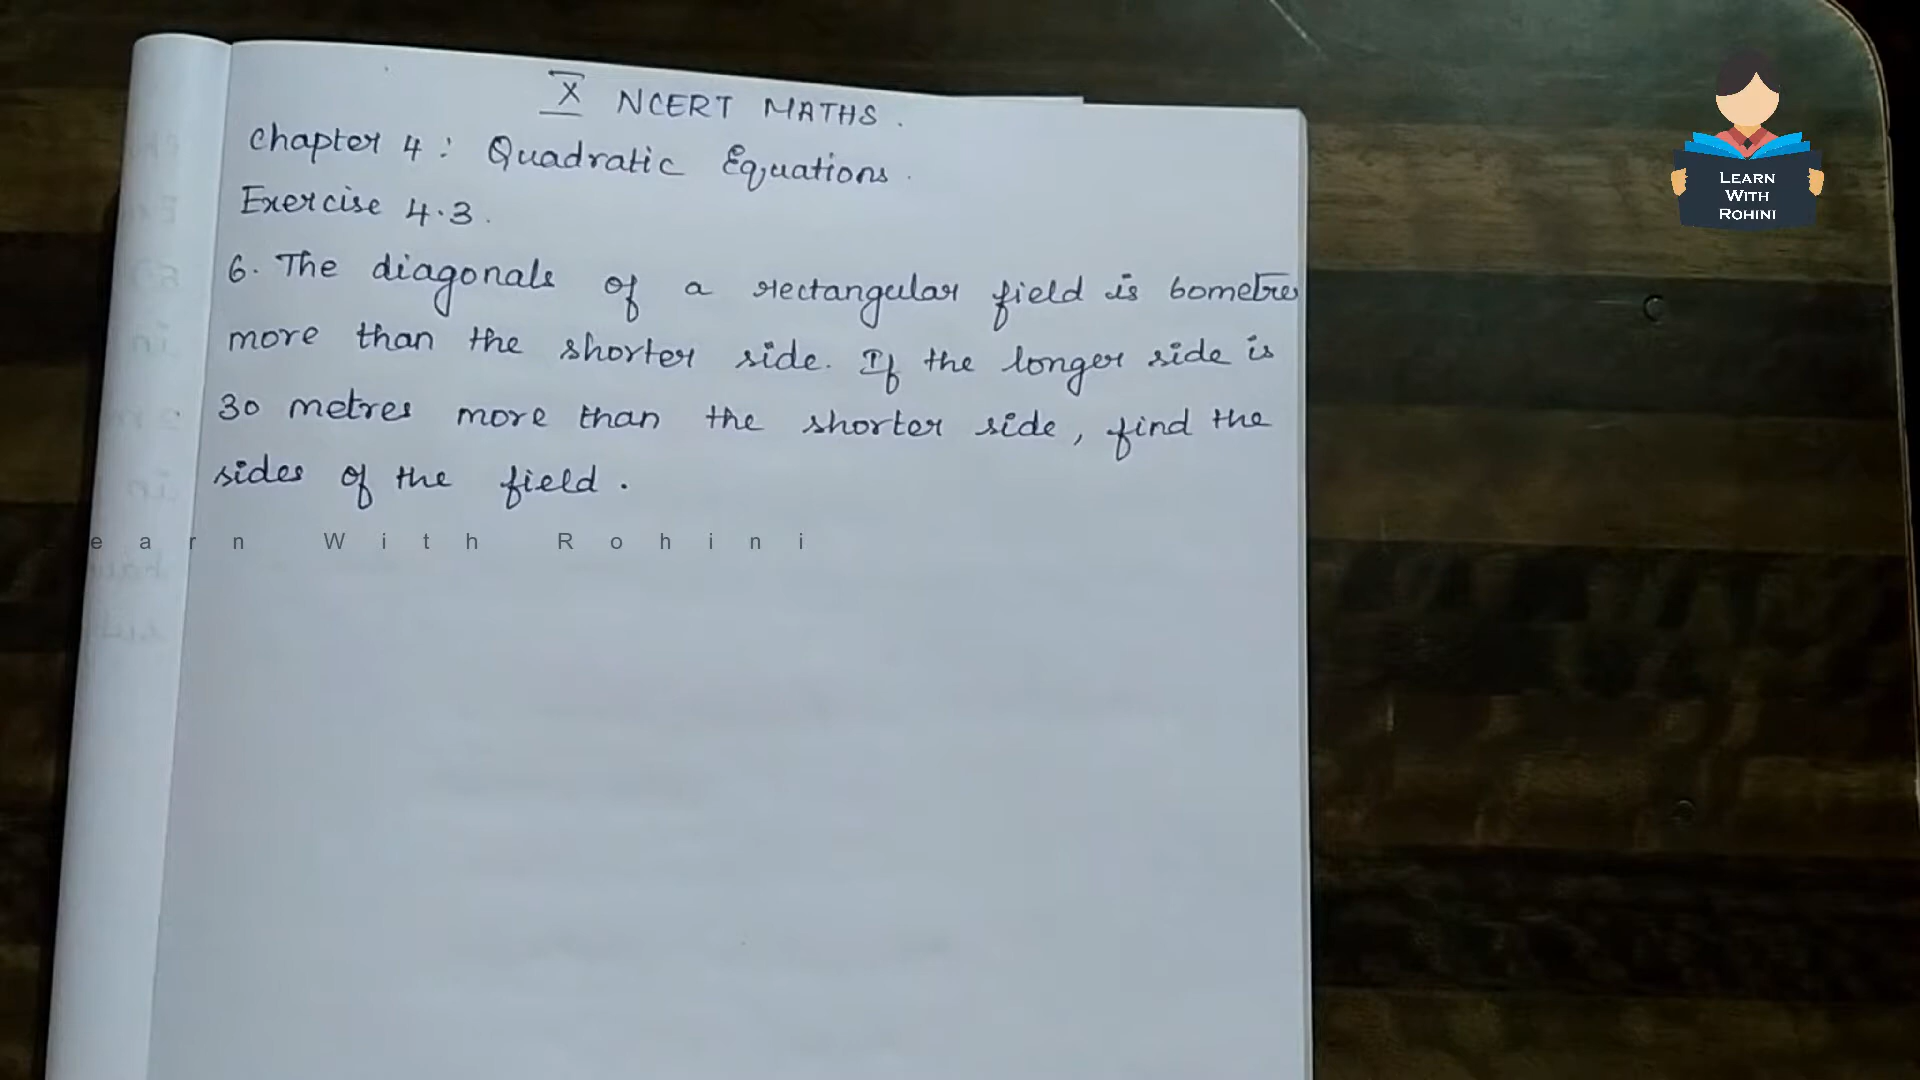 X NCERT MATHS.
Chapter 4: Quadratic Equations.
Exercise 4.3.
6. The diagonals of a rectangular field is 60metres
more than the shorter side. If the longer side is
30 metres more than the shorter side, find the
sides of the field.
earn With Rohini
LEARN
WITH
ROHINI